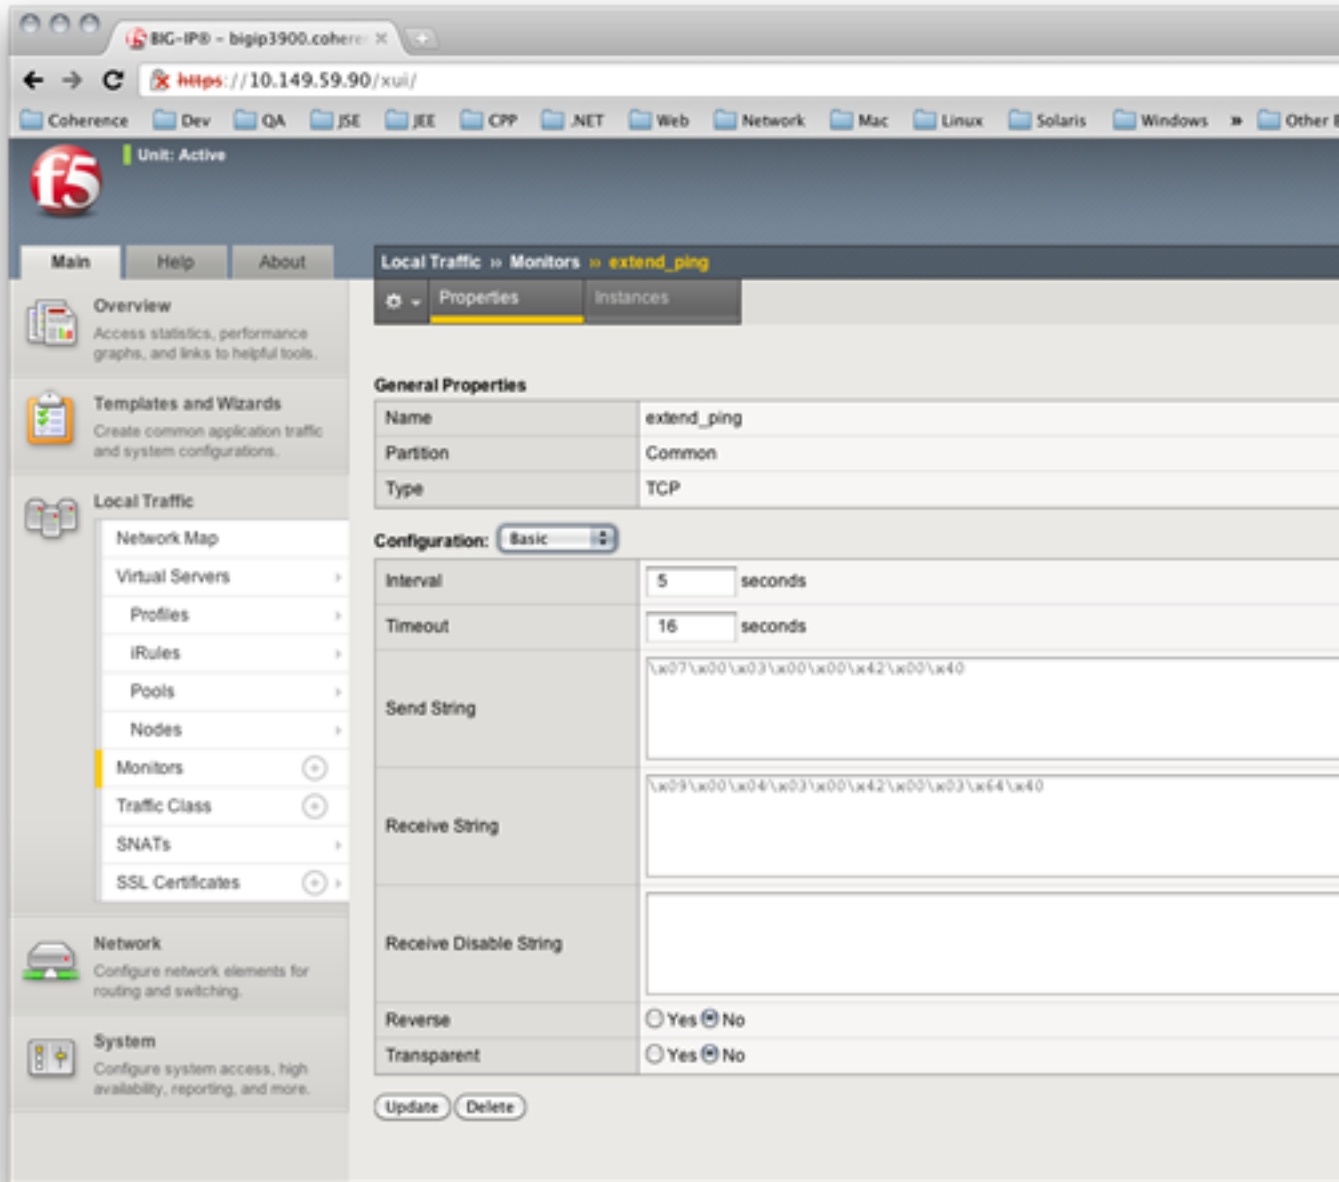 BIG-IP® - bigip3900.cohere
https://10.149.59.90/xui/
Coherence Dev QA JSE JEE CPP .NET Web Network Mac Linux Solaris Windows » Other B
f5
Unit: Active
Main Help About
Local Traffic » Monitors » extend_ping
Properties Instances
Overview
Access statistics, performance
graphs, and links to helpful tools.
Templates and Wizards
Create common application traffic
and system configurations.
Local Traffic
Network Map
Virtual Servers
Profiles
iRules
Pools
Nodes
Monitors
Traffic Class
SNATs
SSL Certificates
Network
Configure network elements for
routing and switching.
System
Configure system access, high
availability, reporting, and more.
General Properties
Name extend_ping
Partition Common
Type TCP
Configuration: Basic
Interval 5 seconds
Timeout 16 seconds
Send String \x07\x00\x03\x00\x00\x42\x00\x40
Receive String \x09\x00\x04\x03\x00\x42\x00\x03\x64\x40
Receive Disable String
Reverse Yes No
Transparent Yes No
Update Delete